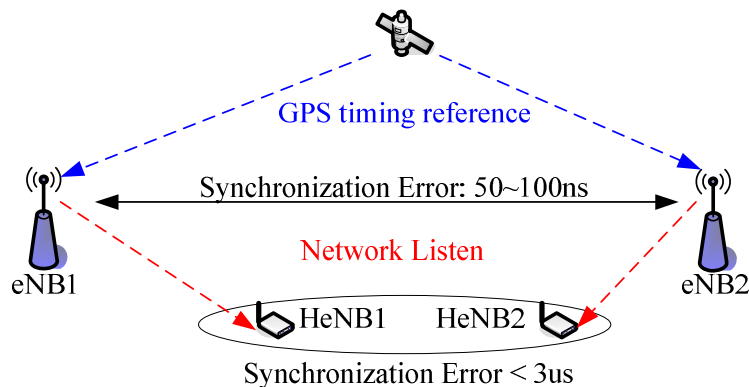 GPS timing reference
Synchronization Error: 50~100ns
Network Listen
eNB1
eNB2
HeNB1
HeNB2
Synchronization Error < 3us